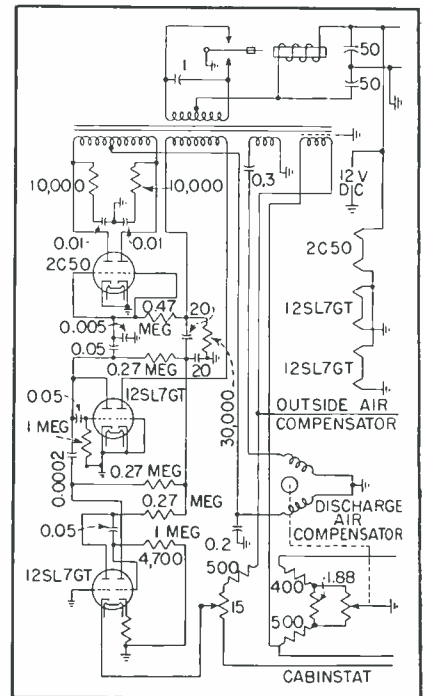 50
1
50
0.3
12 V
D C
10,000
10,000
0.01
0.01
2C50
2C50
0.47
MEG
20
0.005
0.05
0.27
MEG
20
12SL7GT
12SL7GT
30,000
0.05
12SL7GT
1 MEG
OUTSIDE AIR
COMPENSATOR
0.0002
0.27 MEG
0.27
MEG
0.05
1 MEG
4,700
DISCHARGE
AIR
COMPENSATOR
0.2
500
12SL7GT
15
400
1.88
500
CABINSTAT